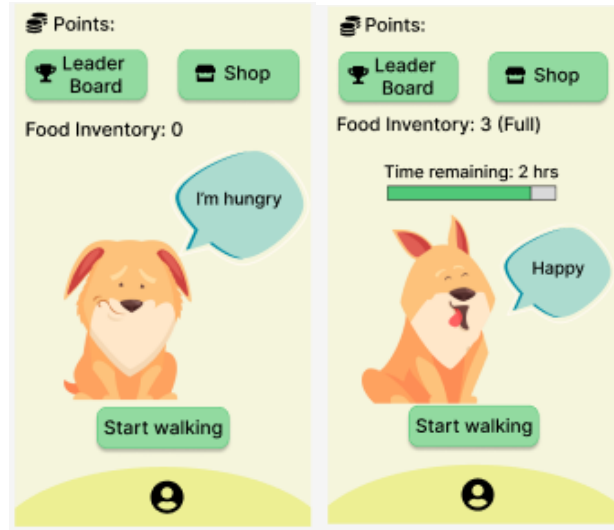 Points:
Leader
Board
Shop
Food Inventory: 0
I'm hungry
Start walking
Points:
Leader
Board
Shop
Food Inventory: 3 (Full)
Time remaining: 2 hrs
Happy
Start walking